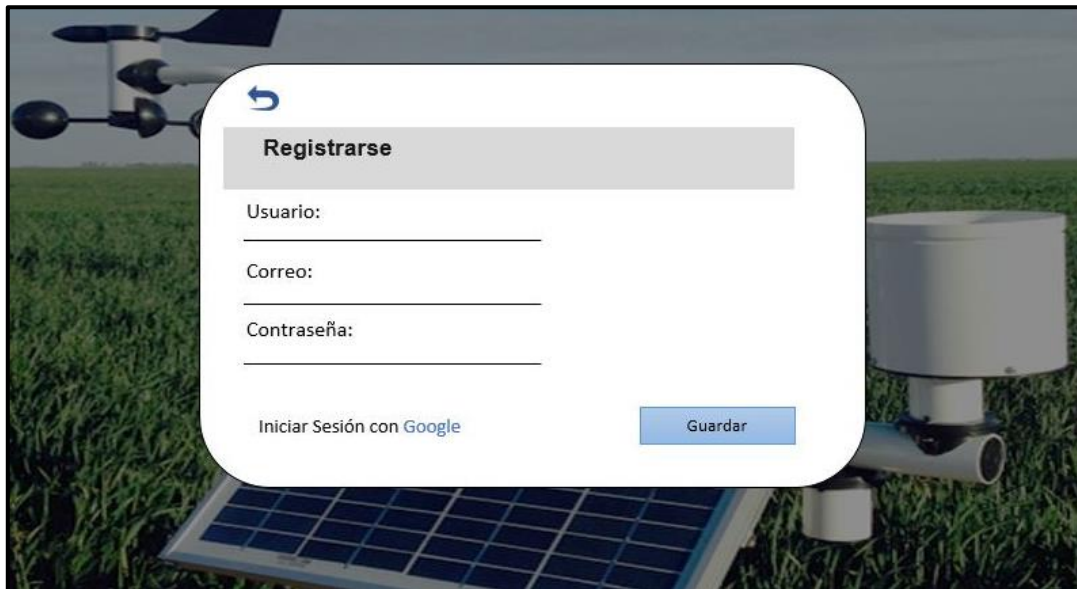 Registrarse
Usuario:
Correo:
Contraseña:
Iniciar Sesión con Google
Guardar